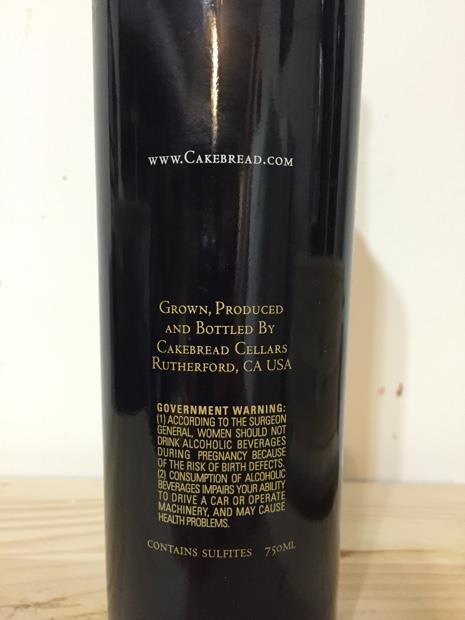 www.Cakebread.com
Grown, Produced
and Bottled By
Cakebread Cellars
Rutherford, CA USA
GOVERNMENT WARNING:
(1) ACCORDING TO THE SURGEON
GENERAL, WOMEN SHOULD NOT
DRINK ALCOHOLIC BEVERAGES
DURING PREGNANCY BECAUSE
OF THE RISK OF BIRTH DEFECTS.
(2) CONSUMPTION OF ALCOHOLIC
BEVERAGES IMPAIRS YOUR ABILITY
TO DRIVE A CAR OR OPERATE
MACHINERY, AND MAY CAUSE
HEALTH PROBLEMS.
CONTAINS SULFITES 750ML